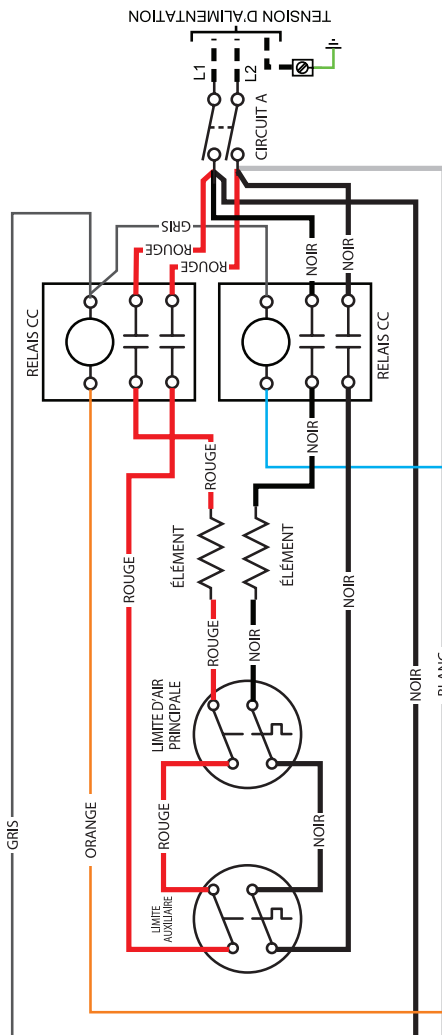 TENSION D'ALIMENTATION
L1
L2
CIRCUIT A
GRIS
ROUGE
ROUGE
NOIR
NOIR
RELAIS CC
RELAIS CC
NOIR
ROUGE
ÉLÉMENT
ÉLÉMENT
ROUGE
NOIR
ROUGE
NOIR
NOIR
BLANC
LIMITE D'AIR
PRINCIPALE
ROUGE
NOIR
ORANGE
GRIS
LIMITE
AUXILIAIRE